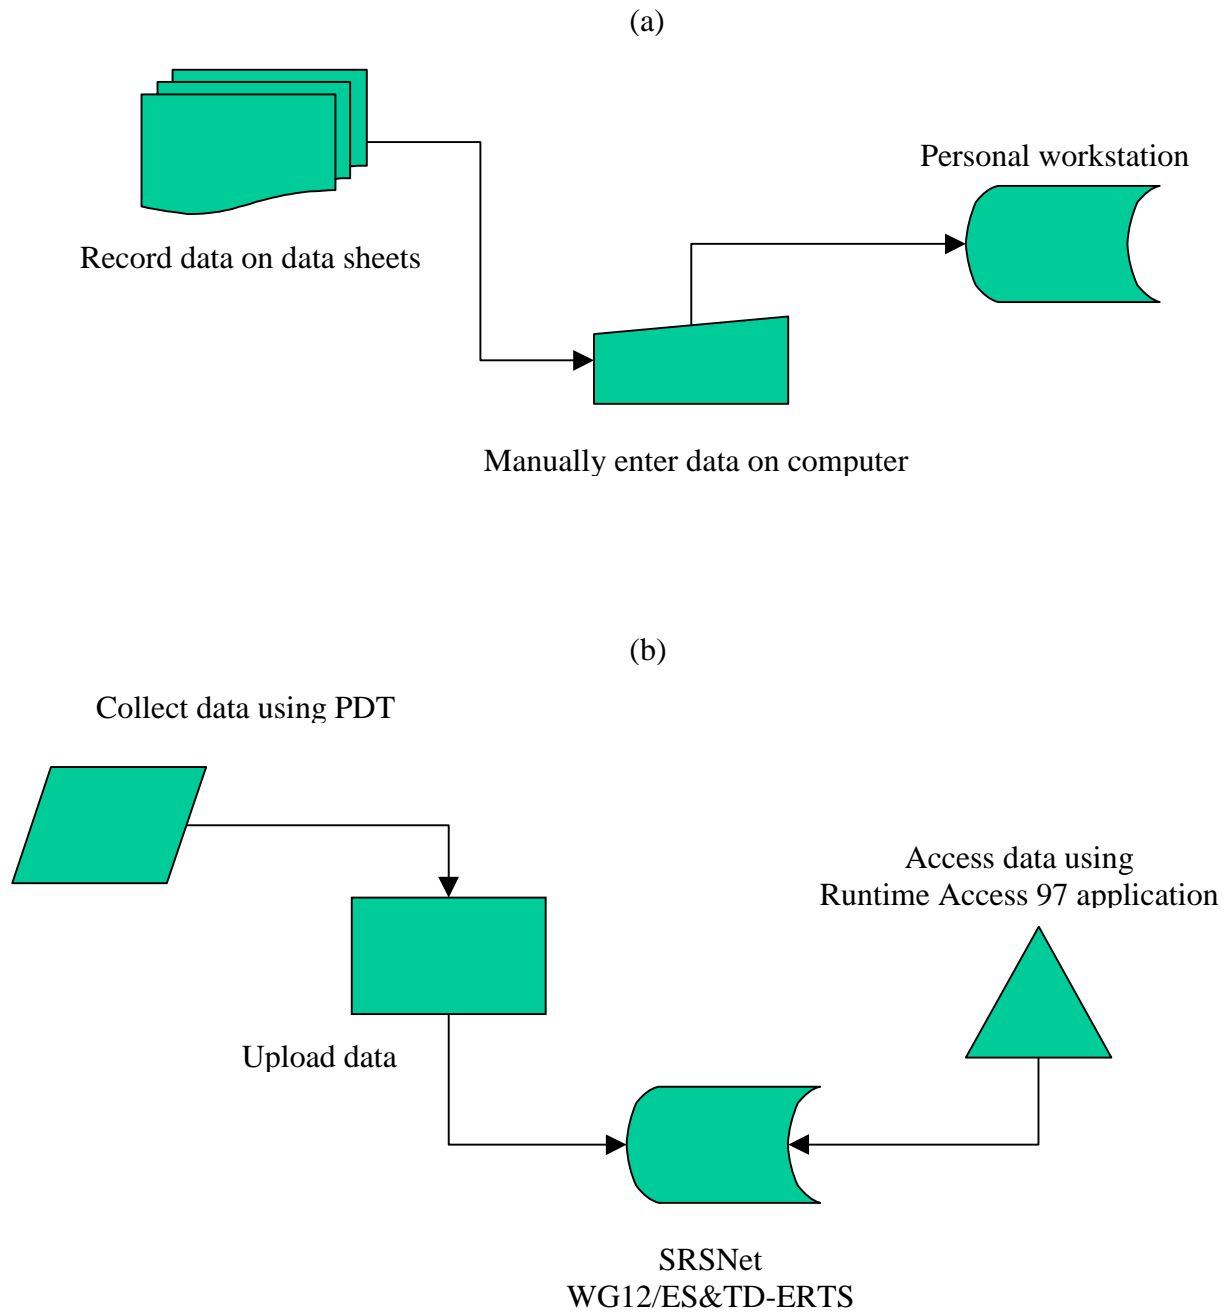 (a)
Personal workstation
Record data on data sheets
Manually enter data on computer
(b)
Collect data using PDT
Access data using
Runtime Access 97 application
Upload data
SRSNet
WG12/ES&TD-ERTS